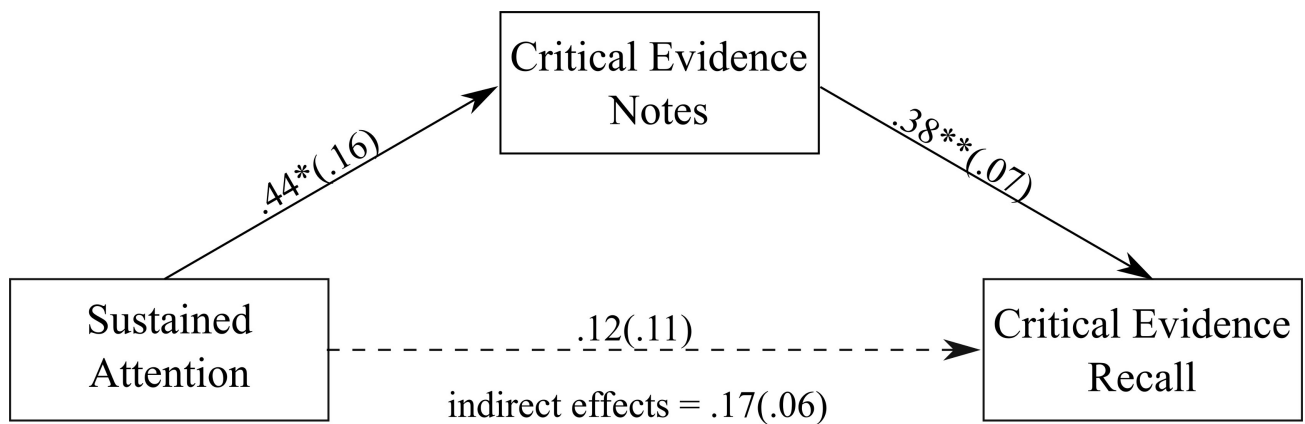 Critical Evidence
Notes
.44*(.16)
.38**(.07)
Sustained
Attention
.12(.11)
Critical Evidence
Recall
indirect effects = .17(.06)